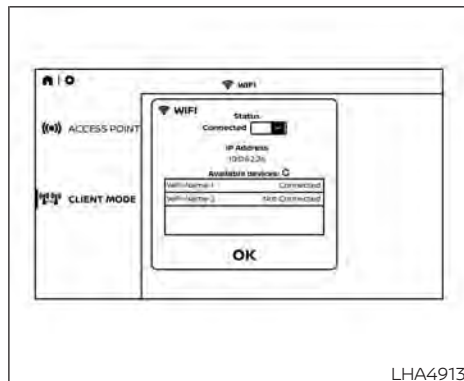 WIFI
ACCESS POINT
CLIENT MODE
WIFI
Status
Connected
IP Address
Available devices:
WiFi-Name-1 Connected
WiFi-Name-2 Not Connected
OK
LHA4913